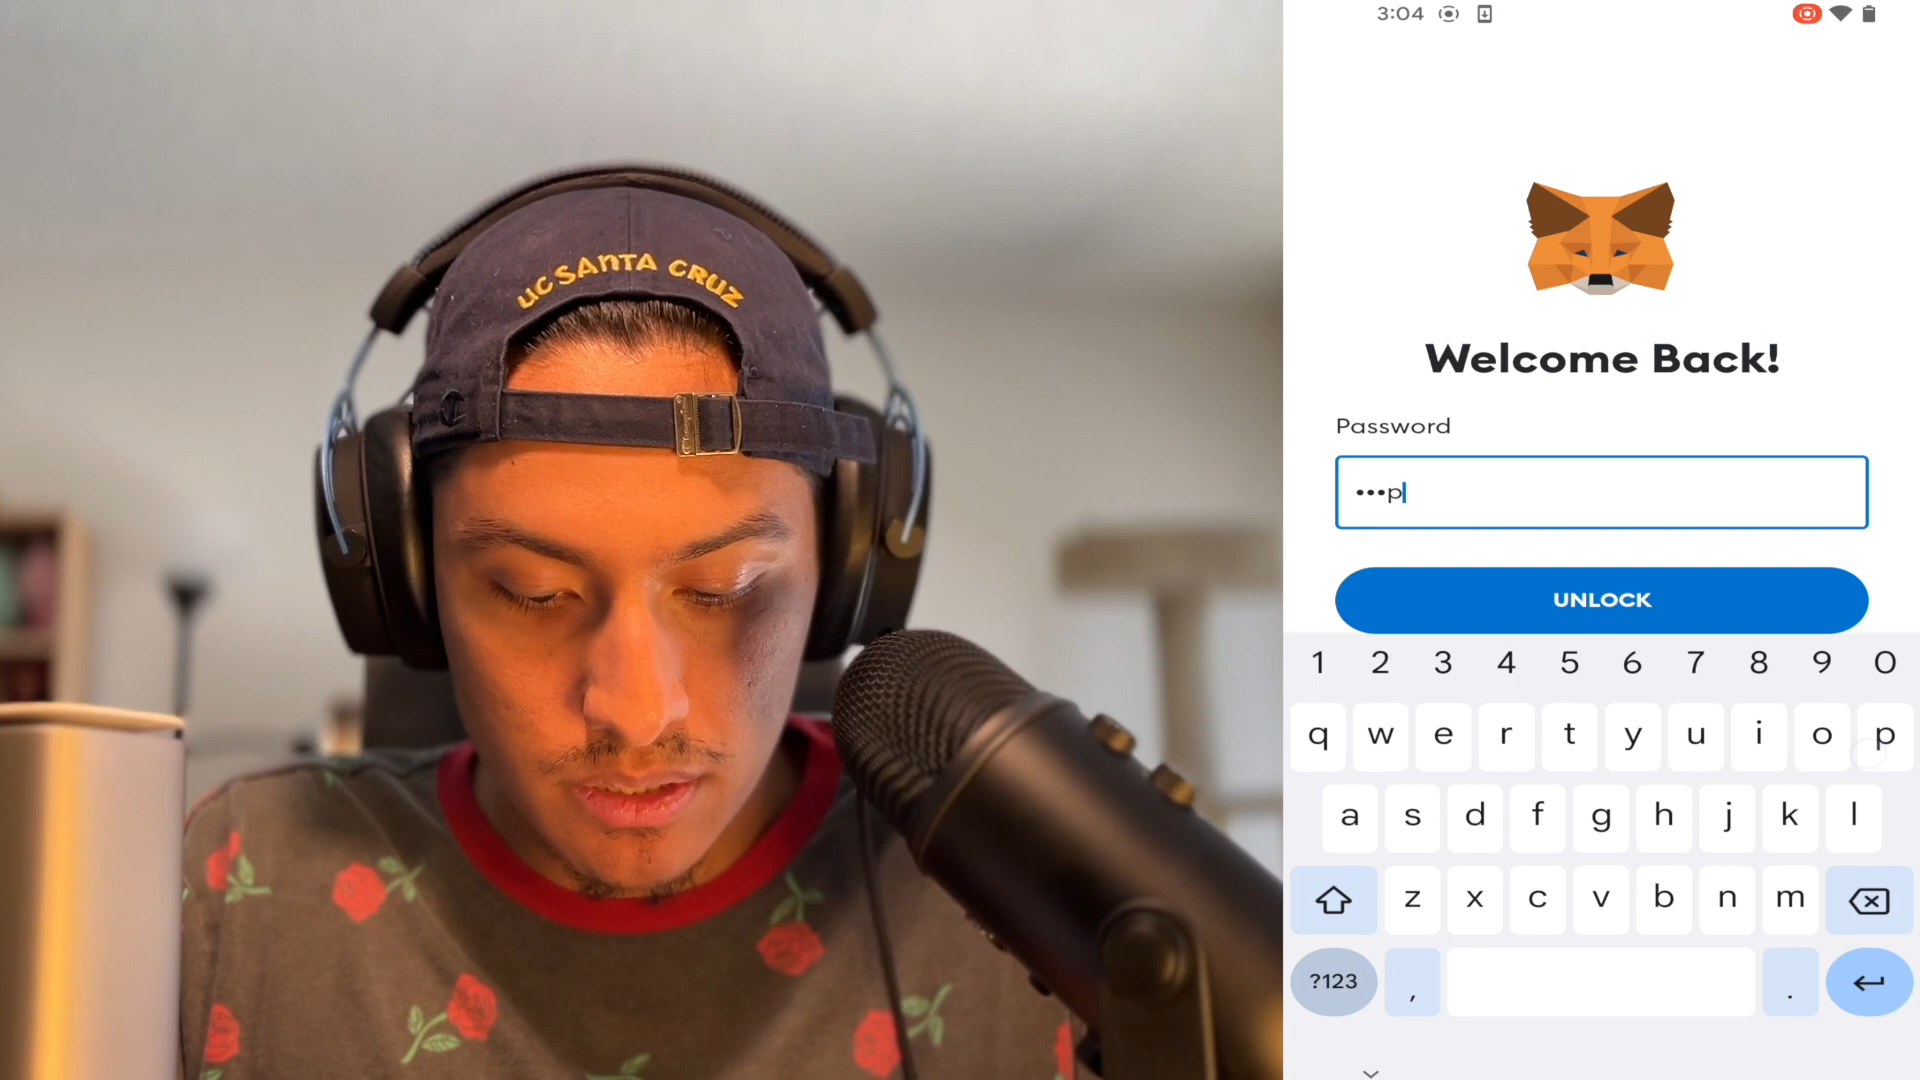 UC SANTA CRUZ
3:04
Welcome Back!
Password
•••p
UNLOCK
1 2 3 4 5 6 7 8 9 0
q w e r t y u i o p
a s d f g h j k l
z x c v b n m
?123 , .